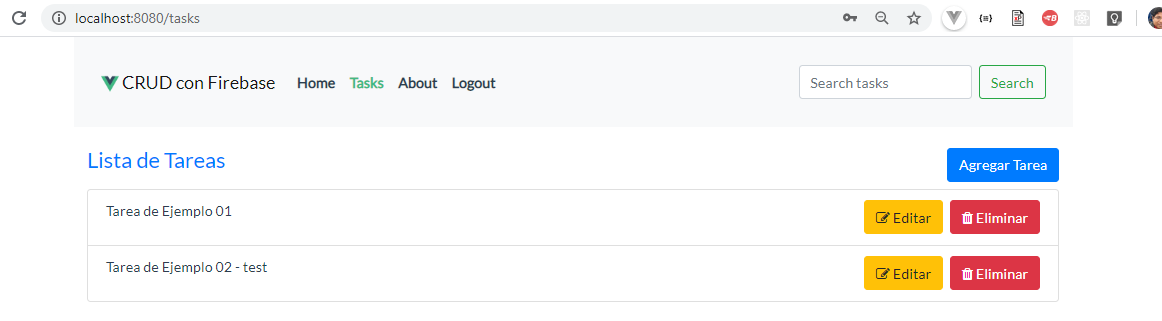 localhost:8080/tasks
CRUD con Firebase Home Tasks About Logout Search tasks Search
Lista de Tareas Agregar Tarea
Tarea de Ejemplo 01 Editar Eliminar
Tarea de Ejemplo 02 - test Editar Eliminar